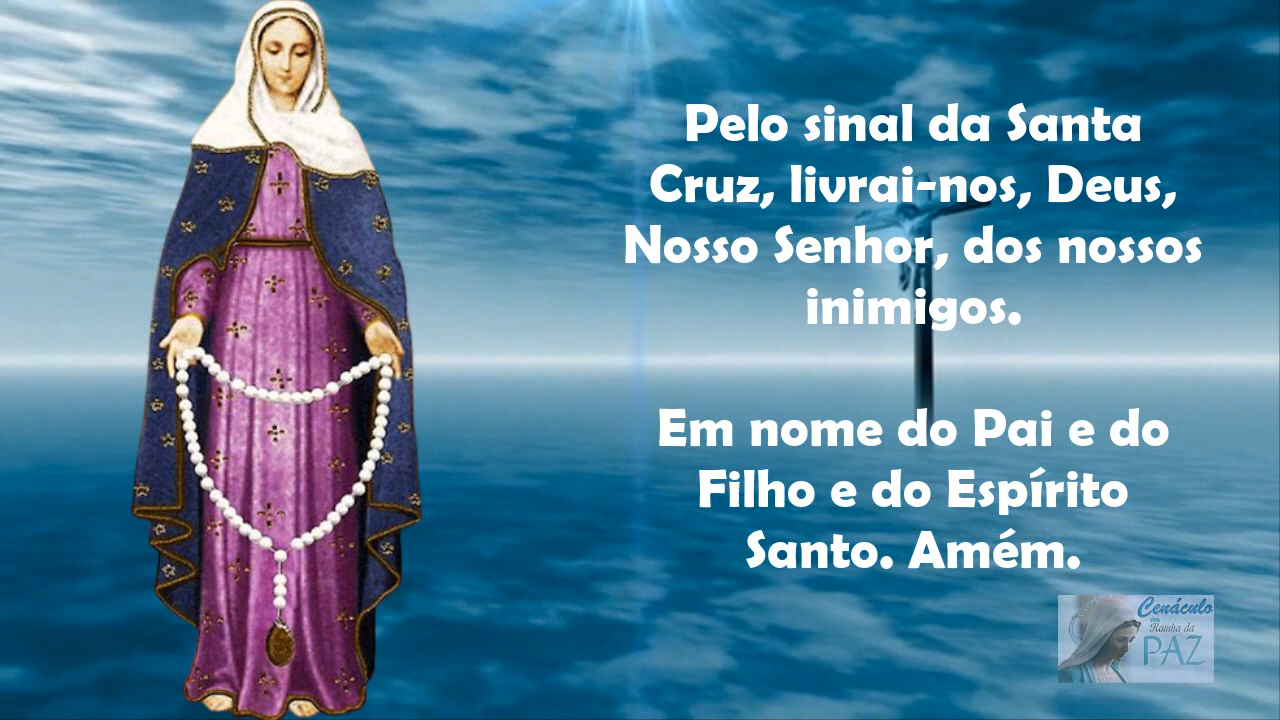 Pelo sinal da Santa
Cruz, livrai-nos, Deus,
Nosso Senhor, dos nossos
inimigos.
Em nome do Pai e do
Filho e do Espírito
Santo. Amém.
Cenáculo
Rainha da
PAZ